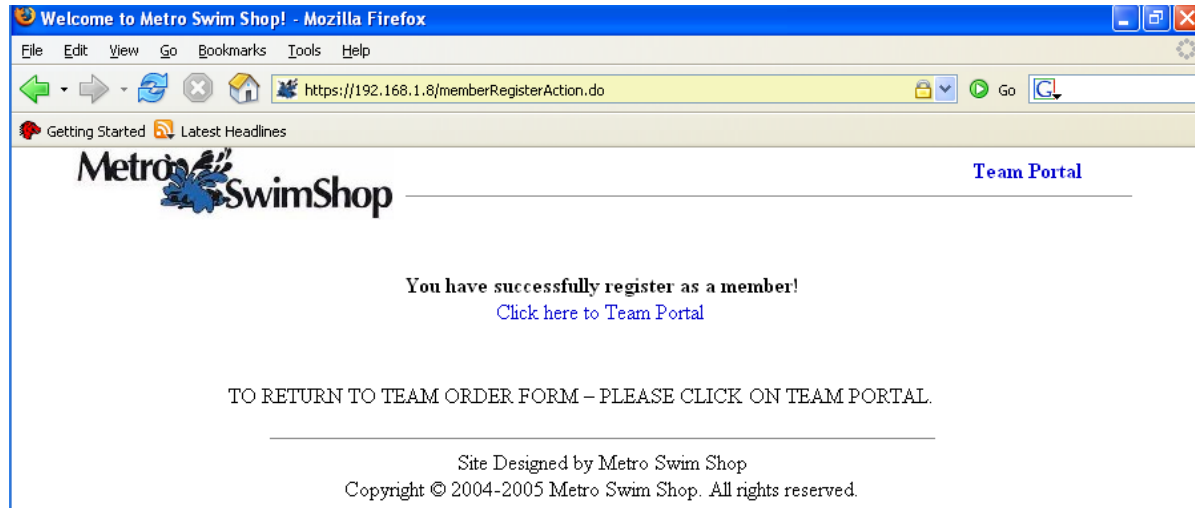 Welcome to Metro Swim Shop! - Mozilla Firefox
File Edit View Go Bookmarks Tools Help
https://192.168.1.8/memberRegisterAction.do Go G
Getting Started Latest Headlines
Metro SwimShop
Team Portal
You have successfully register as a member!
Click here to Team Portal
TO RETURN TO TEAM ORDER FORM – PLEASE CLICK ON TEAM PORTAL.
Site Designed by Metro Swim Shop
Copyright © 2004-2005 Metro Swim Shop. All rights reserved.